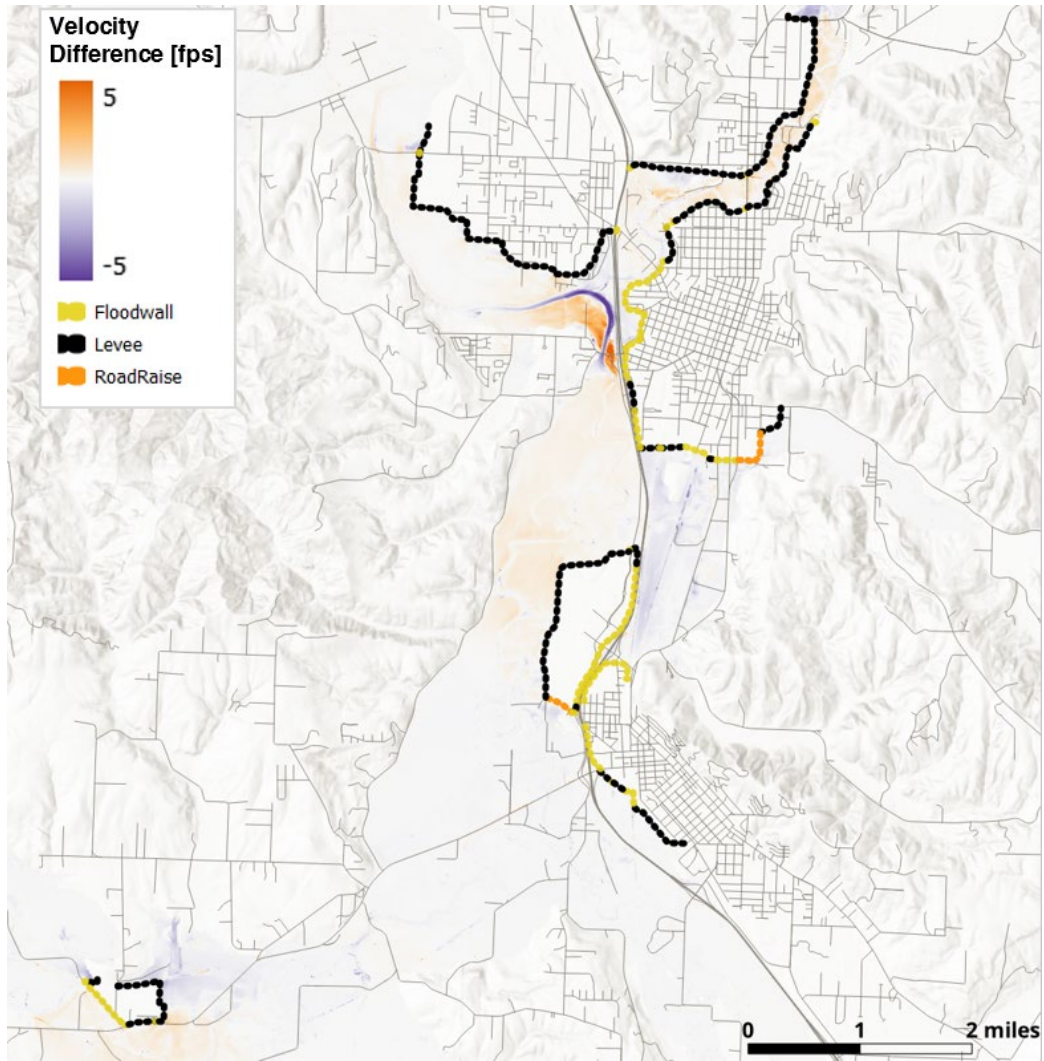 Velocity
Difference [fps]
5
-5
Floodwall
Levee
RoadRaise
0 1 2 miles